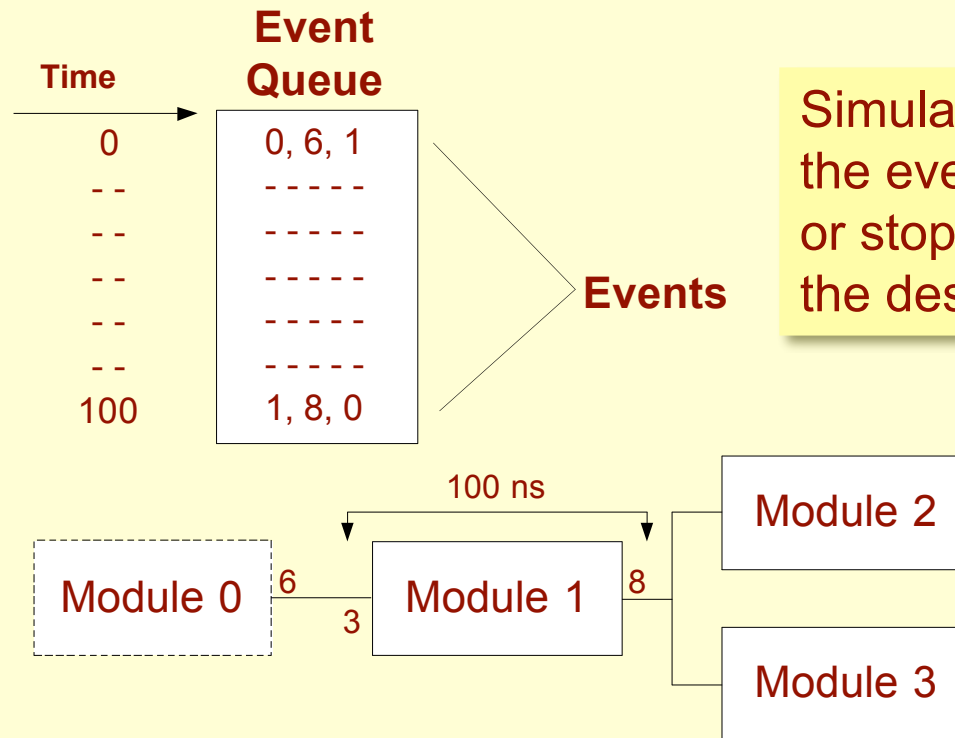 Event
Queue
Time
0
0, 6, 1
- -
- - - - -
- -
- - - - -
- -
- - - - -
- -
- - - - -
- -
- - - - -
100
1, 8, 0
Events
Simula
the eve
or stop
the des
100 ns
Module 0
6
3
Module 1
8
Module 2
Module 3